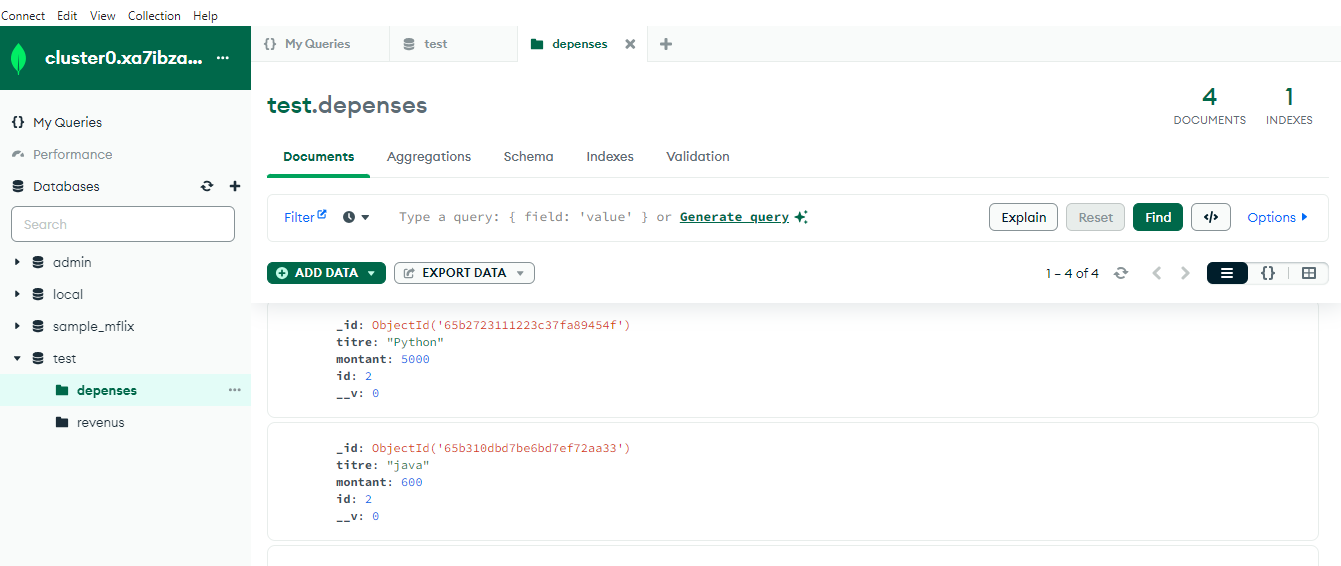 Connect Edit View Collection Help
cluster0.xa7ibza... ...
{} My Queries
Performance
Databases
Search
admin
local
sample_mflix
test
depenses ...
revenus
{} My Queries test depenses
test.depenses
4 DOCUMENTS
1 INDEXES
Documents Aggregations Schema Indexes Validation
Filter Type a query: { field: 'value' } or Generate query Explain Reset Find </> Options
ADD DATA EXPORT DATA 1 – 4 of 4 {}
_id: ObjectId('65b2723111223c37fa89454f')
titre: "Python"
montant: 5000
id: 2
__v: 0
_id: ObjectId('65b310dbd7be6bd7ef72aa33')
titre: "java"
montant: 600
id: 2
__v: 0